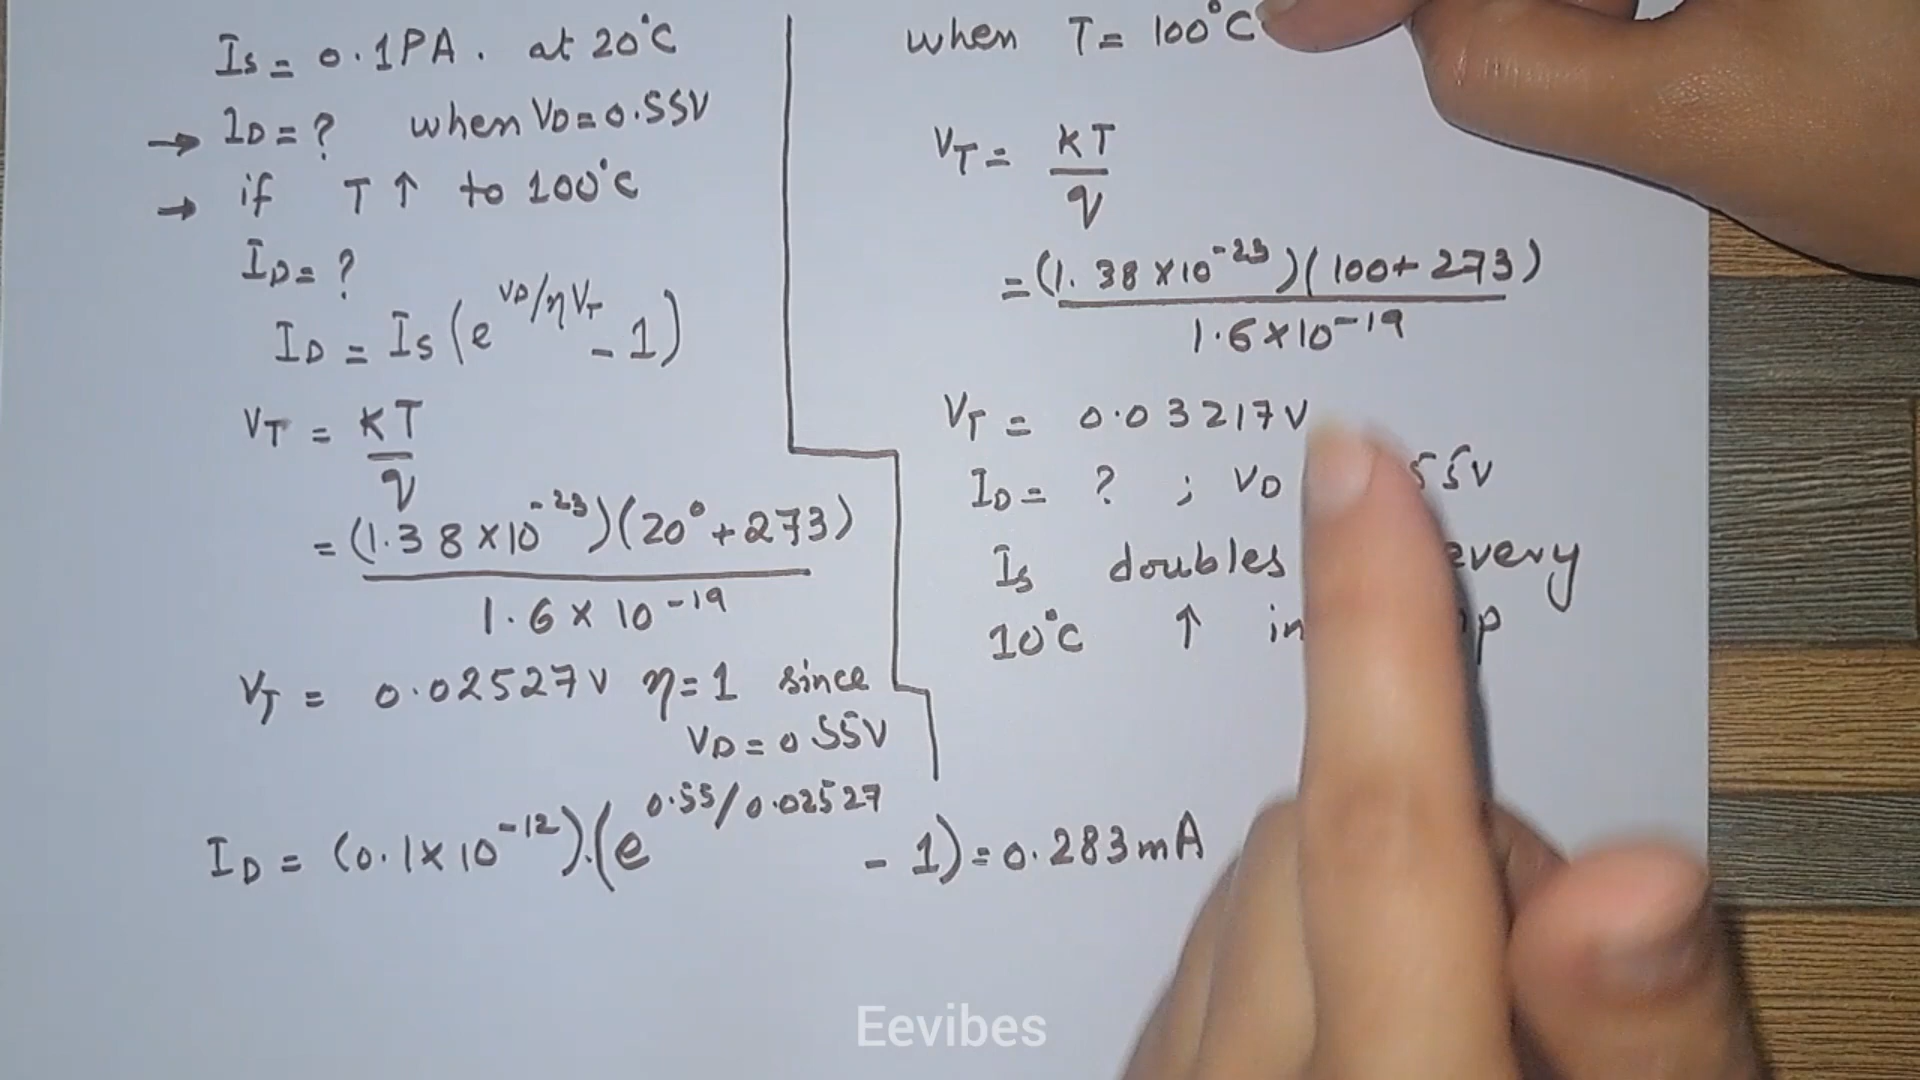 Is = 0.1PA. at 20°C
→ ID = ? when VD = 0.55V
→ if T ↑ to 100°C
ID = ?
ID = Is (e^VD/ηVT - 1)
VT = KT/q
= (1.38 × 10^-23)(20° + 273) / 1.6 × 10^-19
VT = 0.02527V η = 1 since
VD = 0.55V
ID = (0.1 × 10^-12).(e^0.55/0.02527 - 1) = 0.283mA
when T = 100°C
VT = KT/q
= (1.38 × 10^-23)(100 + 273) / 1.6 × 10^-19
VT = 0.03217V
ID = ? ; VD 55V
Is doubles every
10°C ↑ in
Eevibes